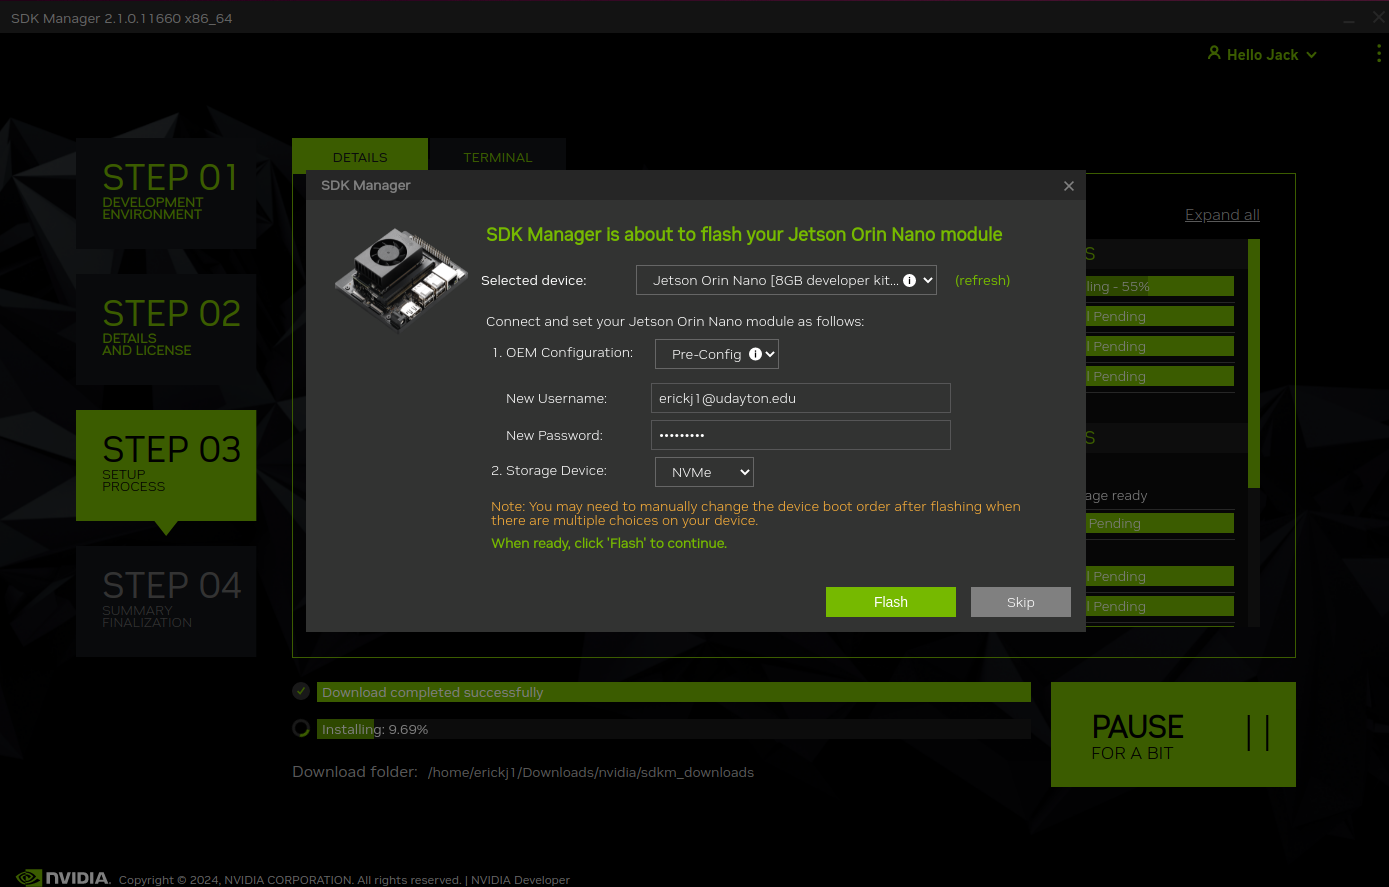 SDK Manager 2.1.0.11660 x86_64
Hello Jack
STEP 01
DEVELOPMENT
ENVIRONMENT
STEP 02
DETAILS
AND LICENSE
STEP 03
SETUP
PROCESS
STEP 04
SUMMARY
FINALIZATION
DETAILS
TERMINAL
Expand all
SDK Manager
SDK Manager is about to flash your Jetson Orin Nano module
Selected device:
Jetson Orin Nano [8GB developer kit...
(refresh)
Connect and set your Jetson Orin Nano module as follows:
1. OEM Configuration:
Pre-Config
New Username:
erickj1@udayton.edu
New Password:
•••••••••
2. Storage Device:
NVMe
Note: You may need to manually change the device boot order after flashing when
there are multiple choices on your device.
When ready, click 'Flash' to continue.
Flash
Skip
S
ling - 55%
l Pending
l Pending
l Pending
S
age ready
Pending
l Pending
l Pending
Download completed successfully
Installing: 9.69%
Download folder: /home/erickj1/Downloads/nvidia/sdkm_downloads
PAUSE
FOR A BIT
NVIDIA. Copyright © 2024, NVIDIA CORPORATION. All rights reserved. | NVIDIA Developer